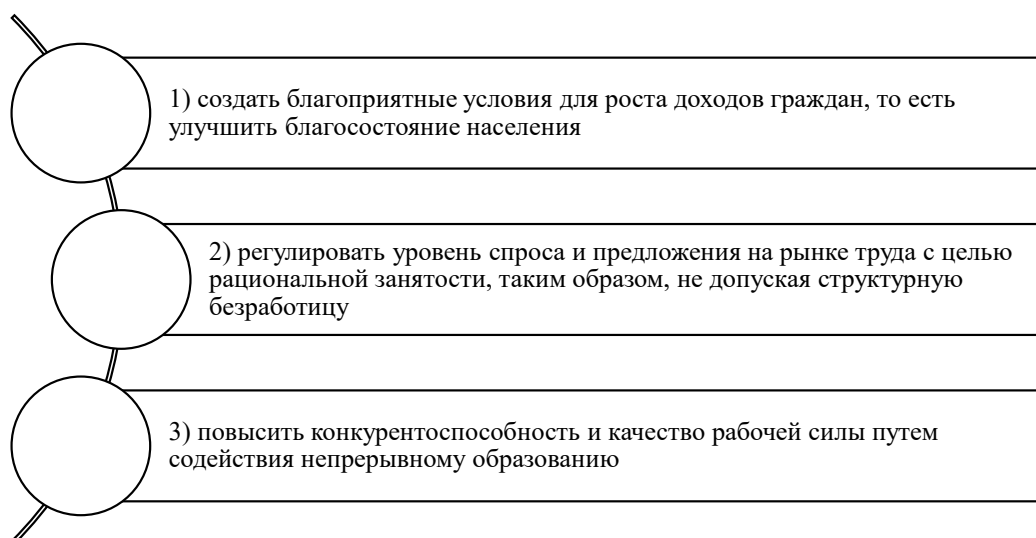 1) создать благоприятные условия для роста доходов граждан, то есть
улучшить благосостояние населения
2) регулировать уровень спроса и предложения на рынке труда с целью
рациональной занятости, таким образом, не допуская структурную
безработицу
3) повысить конкурентоспособность и качество рабочей силы путем
содействия непрерывному образованию